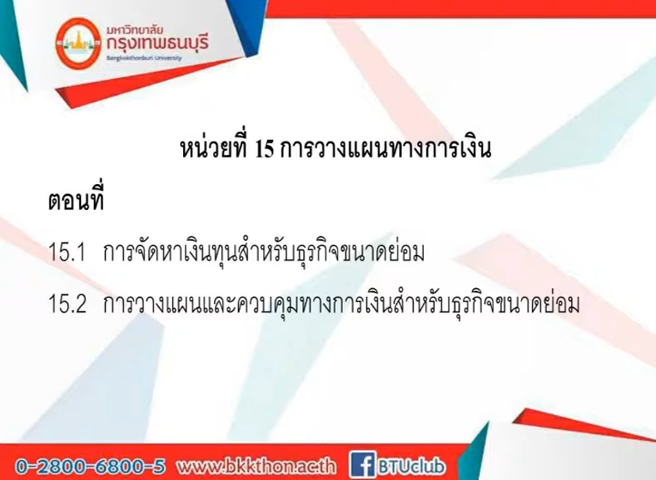 มหาวิทยาลัย
กรุงเทพธนบุรี
Bangkokthonburi University
หน่วยที่ 15 การวางแผนทางการเงิน
ตอนที่
15.1 การจัดหาเงินทุนสำหรับธุรกิจขนาดย่อม
15.2 การวางแผนและควบคุมทางการเงินสำหรับธุรกิจขนาดย่อม
0-2800-6800-5 www.bkkthon.ac.th f BTUclub